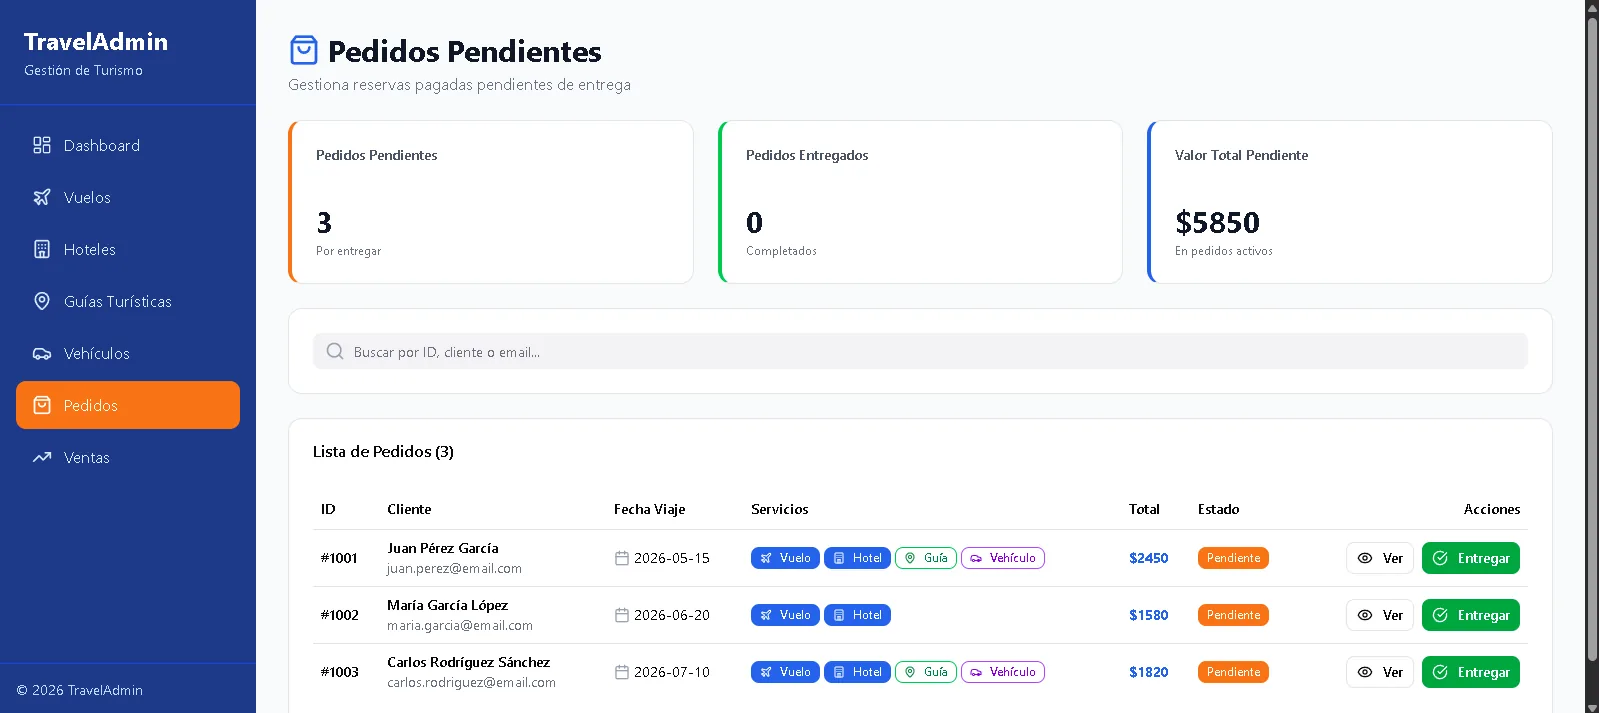 TravelAdmin
Gestión de Turismo
Dashboard
Vuelos
Hoteles
Guías Turísticas
Vehículos
Pedidos
Ventas
© 2026 TravelAdmin
Pedidos Pendientes
Gestiona reservas pagadas pendientes de entrega
Pedidos Pendientes
3
Por entregar
Pedidos Entregados
0
Completados
Valor Total Pendiente
$5850
En pedidos activos
Buscar por ID, cliente o email...
Lista de Pedidos (3)
ID Cliente Fecha Viaje Servicios Total Estado Acciones
#1001 Juan Pérez García 2026-05-15 Vuelo Hotel Guía Vehículo $2450 Pendiente Ver Entregar
juan.perez@email.com
#1002 María García López 2026-06-20 Vuelo Hotel $1580 Pendiente Ver Entregar
maria.garcia@email.com
#1003 Carlos Rodríguez Sánchez 2026-07-10 Vuelo Hotel Guía Vehículo $1820 Pendiente Ver Entregar
carlos.rodriguez@email.com